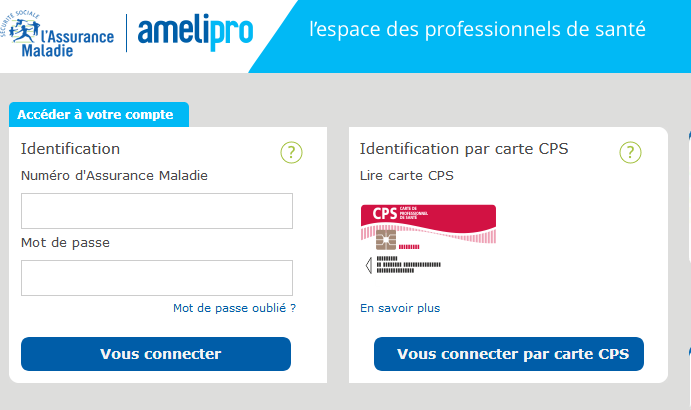 SÉCURITÉ SOCIALE
l'Assurance
Maladie
amelipro
l'espace des professionnels de santé
Accéder à votre compte
Identification
?
Numéro d'Assurance Maladie
Mot de passe
Mot de passe oublié ?
Vous connecter
Identification par carte CPS
?
Lire carte CPS
CPS
CARTE DE
PROFESSIONNEL
DE SANTÉ
En savoir plus
Vous connecter par carte CPS